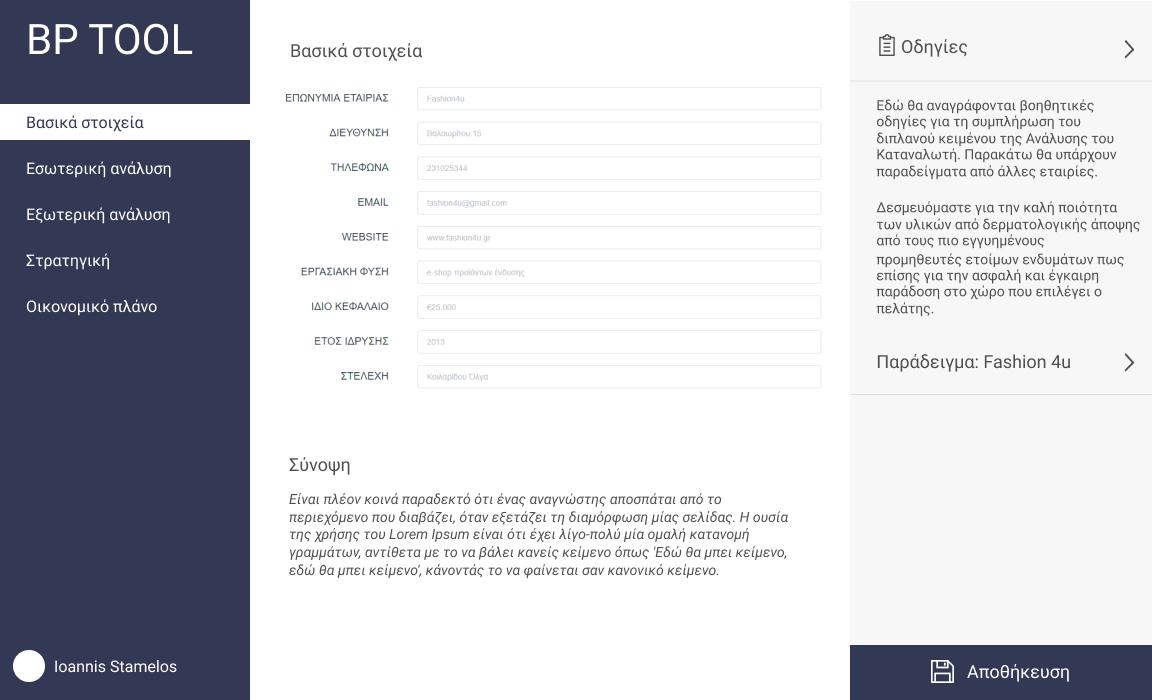 BP TOOL
Βασικά στοιχεία
Εσωτερική ανάλυση
Εξωτερική ανάλυση
Στρατηγική
Οικονομικό πλάνο
Ioannis Stamelos
Βασικά στοιχεία
ΕΠΩΝΥΜΙΑ ΕΤΑΙΡΙΑΣ Fashion4u
ΔΙΕΥΘΥΝΣΗ Βαλαωρίτου 15
ΤΗΛΕΦΩΝΑ 231025344
EMAIL fashion4u@gmail.com
WEBSITE www.fashion4u.gr
ΕΡΓΑΣΙΑΚΗ ΦΥΣΗ e-shop προϊόντων ένδυσης
ΙΔΙΟ ΚΕΦΑΛΑΙΟ €25.000
ΕΤΟΣ ΙΔΡΥΣΗΣ 2013
ΣΤΕΛΕΧΗ Κοιλαρίδου Όλγα
Σύνοψη
Είναι πλέον κοινά παραδεκτό ότι ένας αναγνώστης αποσπάται από το
περιεχόμενο που διαβάζει, όταν εξετάζει τη διαμόρφωση μίας σελίδας. Η ουσία
της χρήσης του Lorem Ipsum είναι ότι έχει λίγο-πολύ μία ομαλή κατανομή
γραμμάτων, αντίθετα με το να βάλει κανείς κείμενο όπως 'Εδώ θα μπει κείμενο,
εδώ θα μπει κείμενο', κάνοντάς το να φαίνεται σαν κανονικό κείμενο.
Οδηγίες
Εδώ θα αναγράφονται βοηθητικές
οδηγίες για τη συμπλήρωση του
διπλανού κειμένου της Ανάλυσης του
Καταναλωτή. Παρακάτω θα υπάρχουν
παραδείγματα από άλλες εταιρίες.
Δεσμευόμαστε για την καλή ποιότητα
των υλικών από δερματολογικής άποψης
από τους πιο εγγυημένους
προμηθευτές ετοίμων ενδυμάτων πως
επίσης για την ασφαλή και έγκαιρη
παράδοση στο χώρο που επιλέγει ο
πελάτης.
Παράδειγμα: Fashion 4u
Αποθήκευση